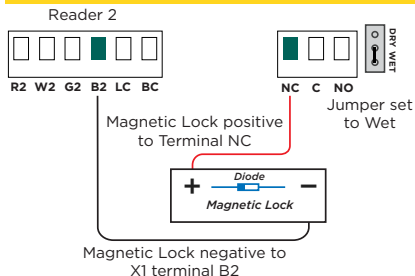 Reader 2
R2 W2 G2 B2 LC BC
NC C NO
DRY WET
Jumper set
to Wet
Magnetic Lock positive
to Terminal NC
+ Diode −
Magnetic Lock
Magnetic Lock negative to
X1 terminal B2